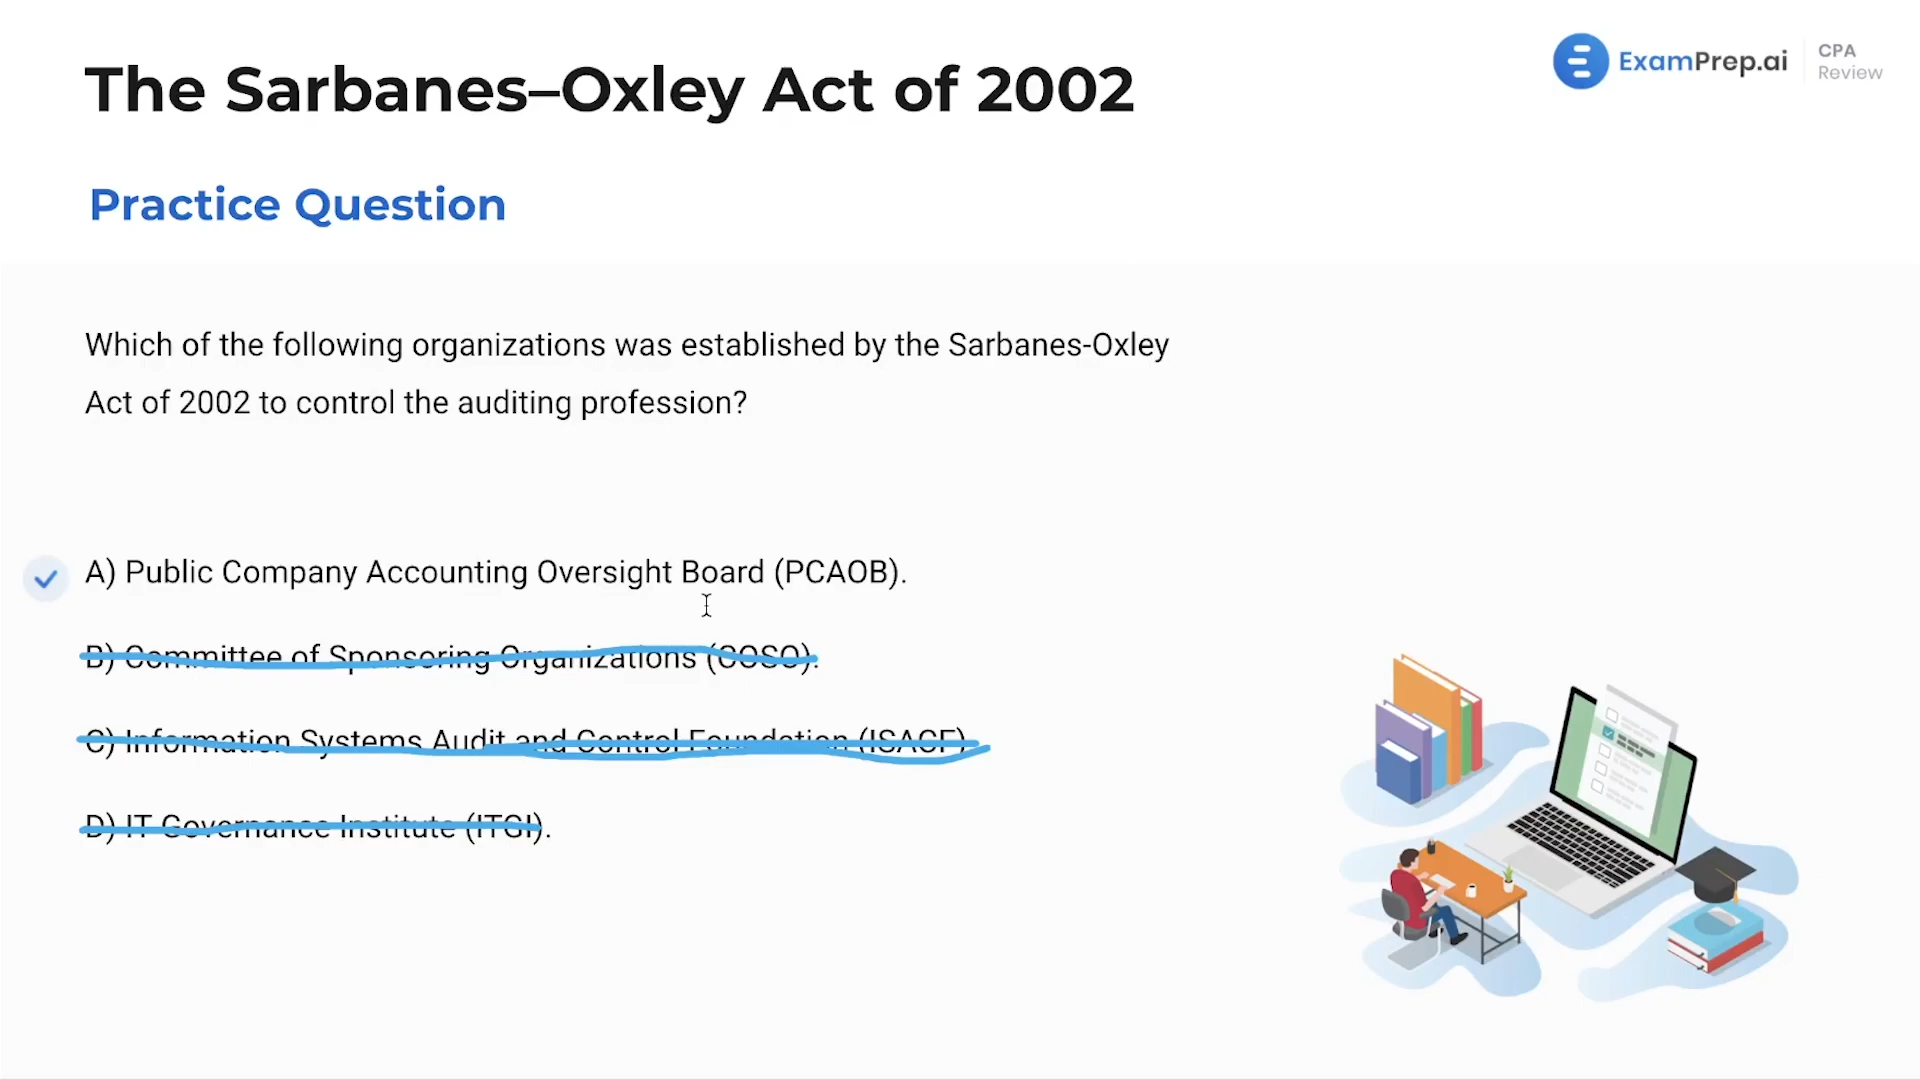 The Sarbanes–Oxley Act of 2002
ExamPrep.ai
CPA
Review
Practice Question
Which of the following organizations was established by the Sarbanes-Oxley
Act of 2002 to control the auditing profession?
A) Public Company Accounting Oversight Board (PCAOB).
B) Committee of Sponsoring Organizations (COSO).
C) Information Systems Audit and Control Foundation (ISACF).
D) IT Governance Institute (ITGI).